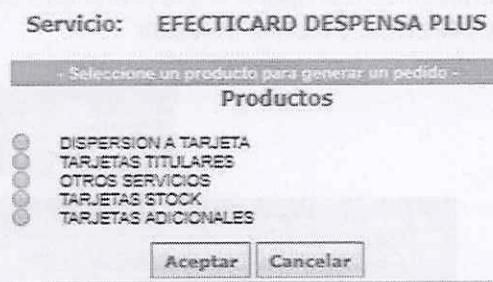 Servicio: EFECTICARD DESPENSA PLUS
- Seleccione un producto para generar un pedido -
Productos
DISPERSION A TARJETA
TARJETAS TITULARES
OTROS SERVICIOS
TARJETAS STOCK
TARJETAS ADICIONALES
Aceptar Cancelar